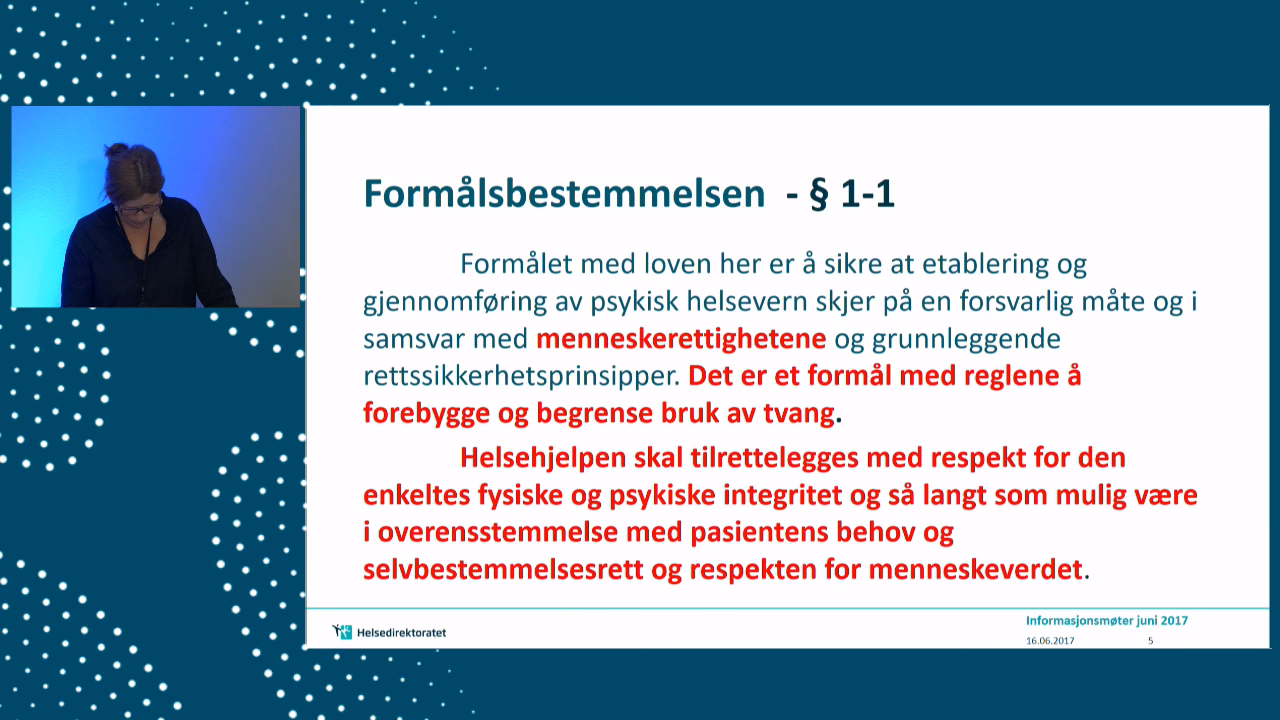 Formålsbestemmelsen - § 1-1
Formålet med loven her er å sikre at etablering og
gjennomføring av psykisk helsevern skjer på en forsvarlig måte og i
samsvar med menneskerettighetene og grunnleggende
rettssikkerhetsprinsipper. Det er et formål med reglene å
forebygge og begrense bruk av tvang.
Helsehjelpen skal tilrettelegges med respekt for den
enkeltes fysiske og psykiske integritet og så langt som mulig være
i overensstemmelse med pasientens behov og
selvbestemmelsesrett og respekten for menneskeverdet.
Helsedirektoratet
Informasjonsmøter juni 2017
16.06.2017 5